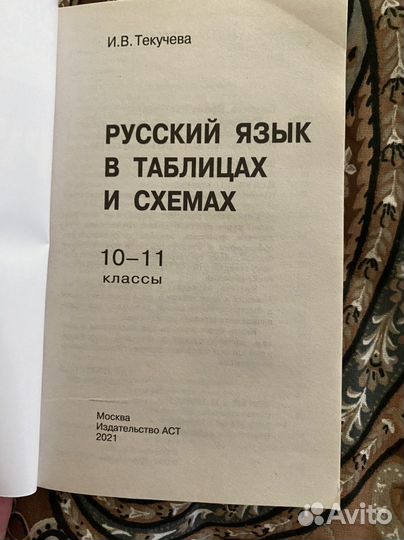 И.В. Текучева
РУССКИЙ ЯЗЫК
В ТАБЛИЦАХ
И СХЕМАХ
10–11
классы
Москва
Издательство АСТ
2021
Avito